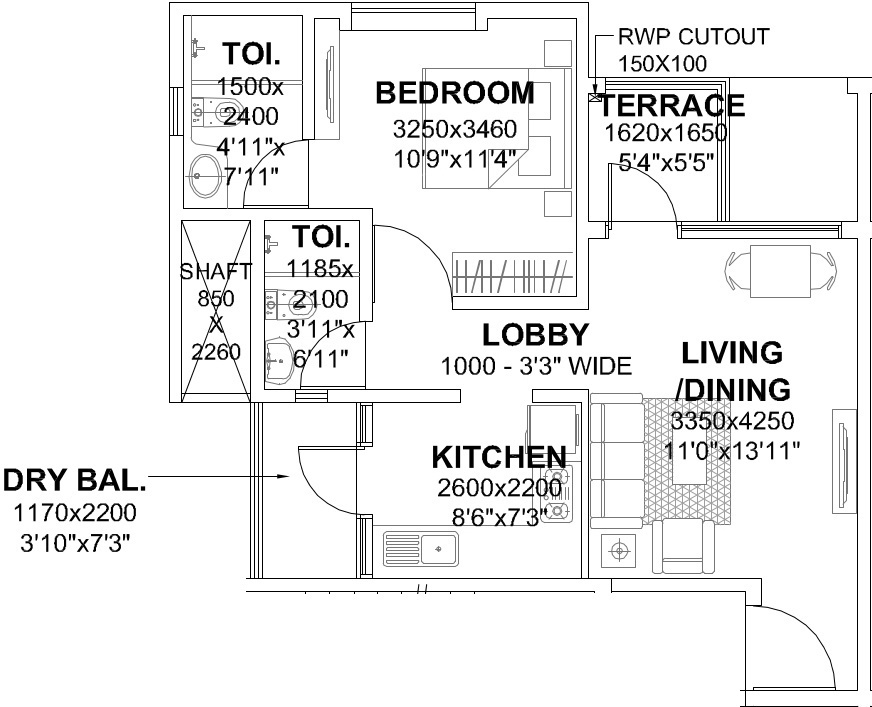 TOI.
1500x
2400
4'11"x
7'11"
BEDROOM
3250x3460
10'9"x11'4"
RWP CUTOUT
150X100
TERRACE
1620x1650
5'4"x5'5"
SHAFT
850
X
2260
TOI.
1185x
2100
3'11"x
6'11"
LOBBY
1000 - 3'3" WIDE
LIVING
/DINING
3350x4250
11'0"x13'11"
KITCHEN
2600x2200
8'6"x7'3"
DRY BAL.
1170x2200
3'10"x7'3"